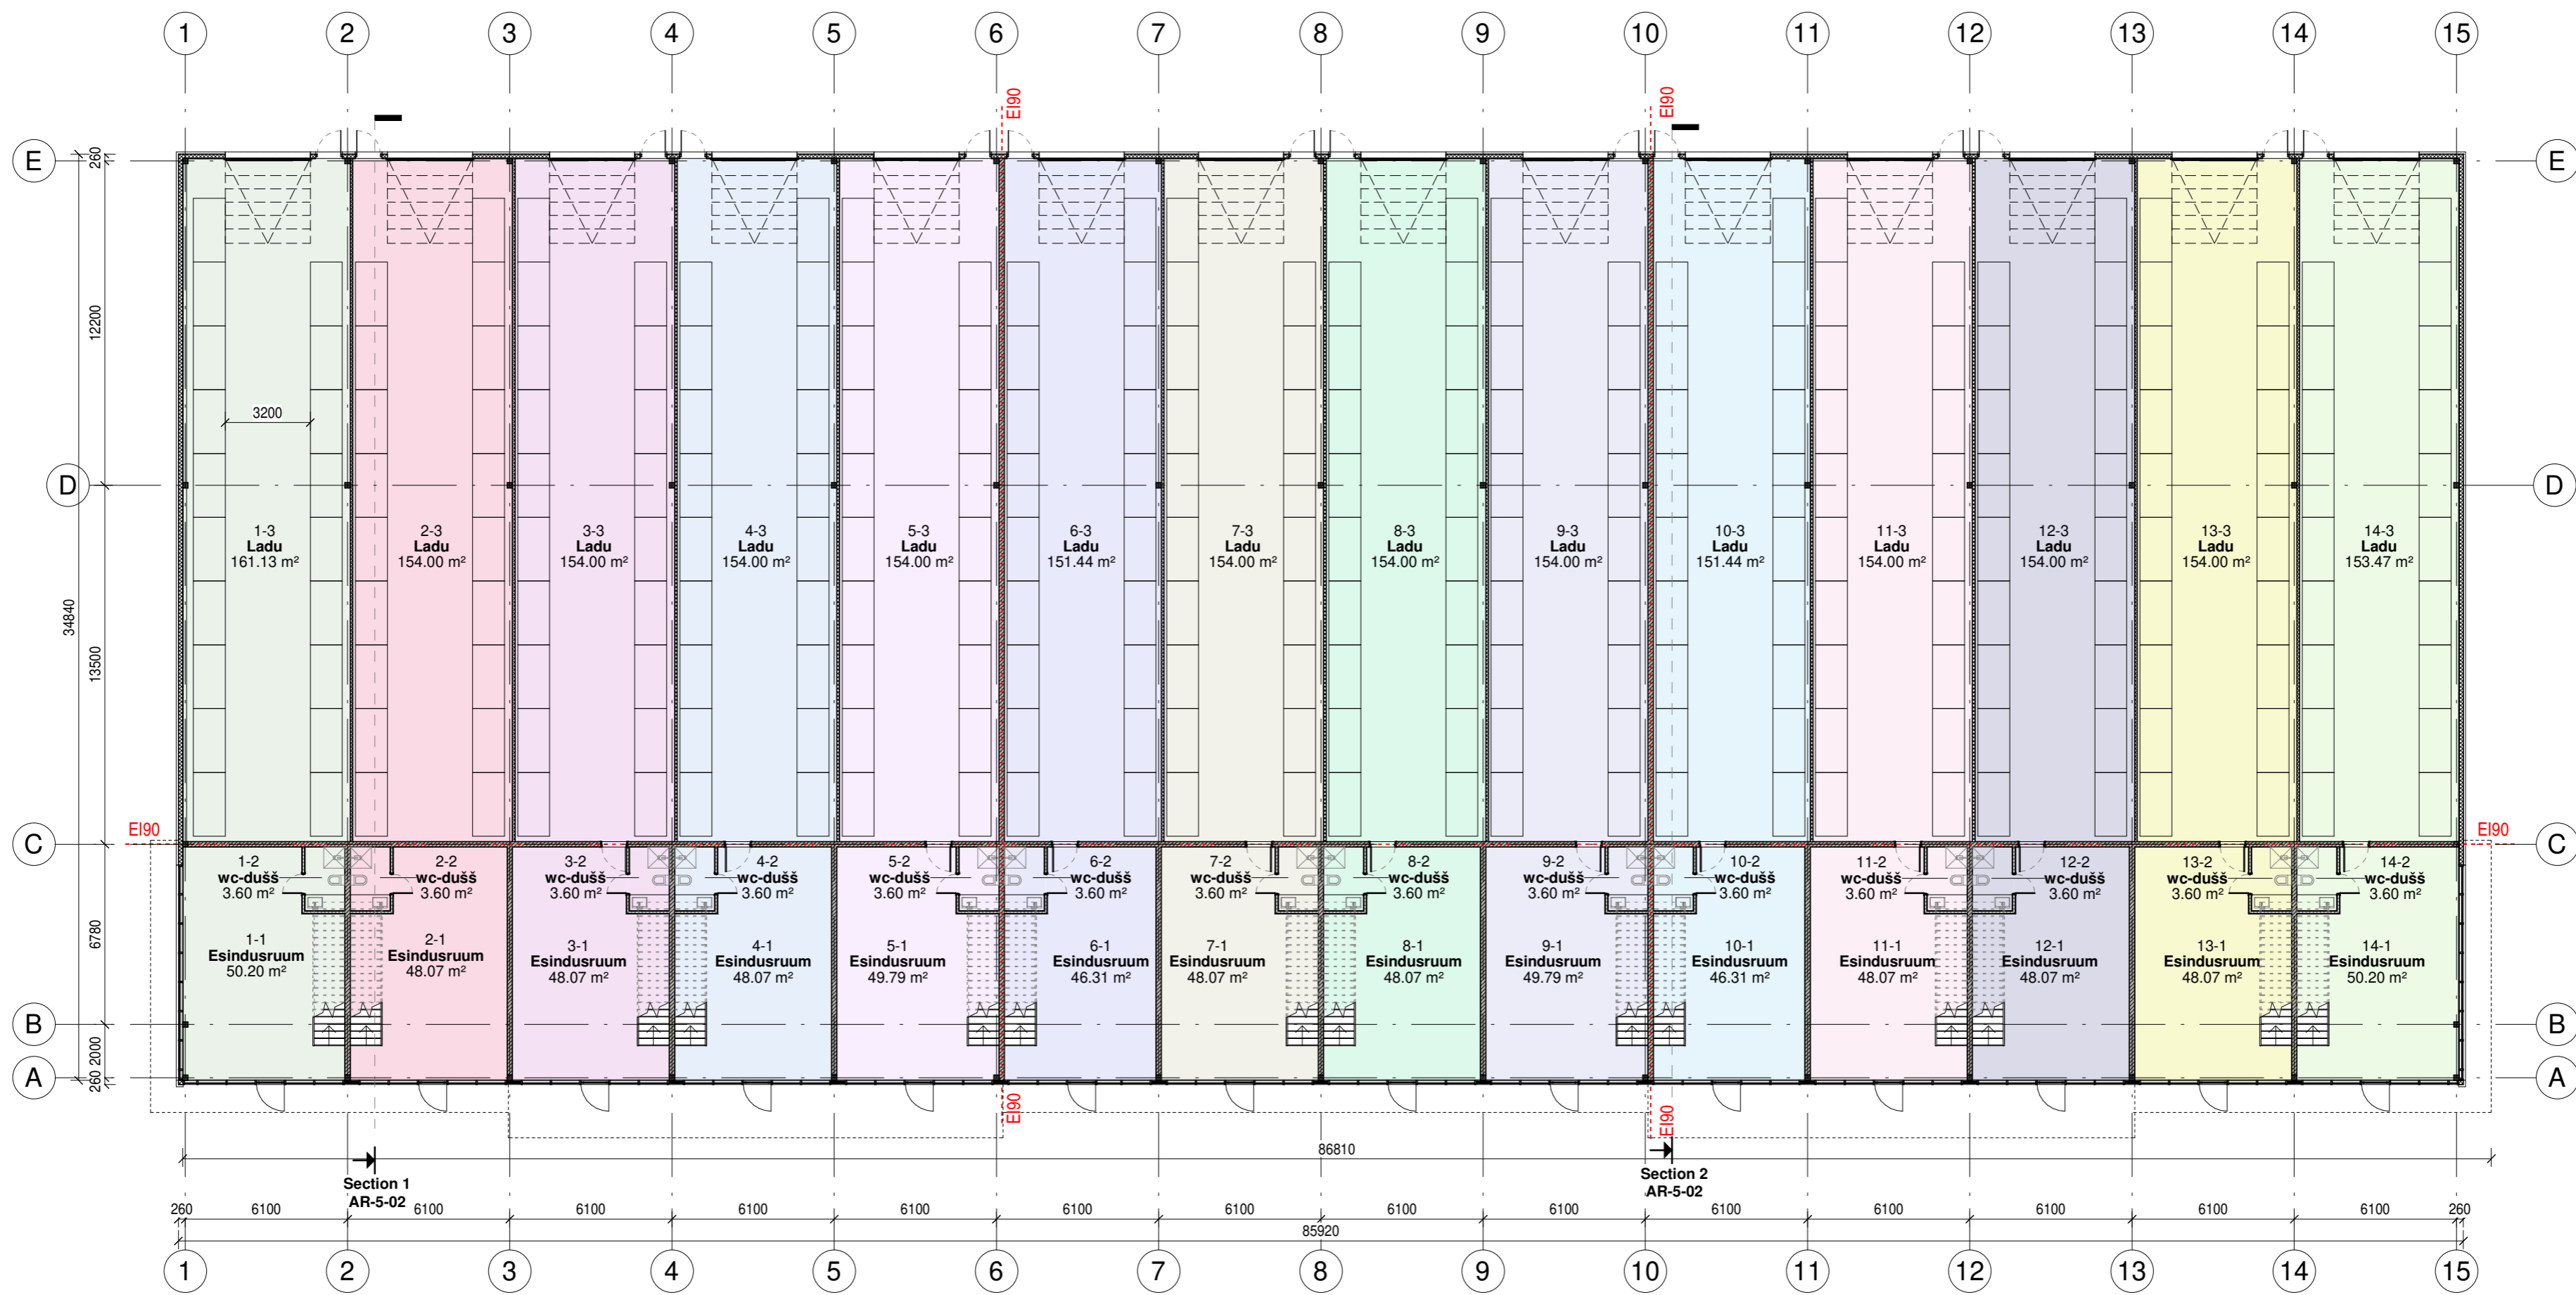 1 2 3 4 5 6 7 8 9 10 11 12 13 14 15
EI90 EI90
E 260 E
12200
3200
D D
34840
1-3
Ladu
161.13 m²
2-3
Ladu
154.00 m²
3-3
Ladu
154.00 m²
4-3
Ladu
154.00 m²
5-3
Ladu
154.00 m²
6-3
Ladu
151.44 m²
7-3
Ladu
154.00 m²
8-3
Ladu
154.00 m²
9-3
Ladu
154.00 m²
10-3
Ladu
151.44 m²
11-3
Ladu
154.00 m²
12-3
Ladu
154.00 m²
13-3
Ladu
154.00 m²
14-3
Ladu
153.47 m²
13500
EI90 EI90
C C
1-2
wc-dušš
3.60 m²
2-2
wc-dušš
3.60 m²
3-2
wc-dušš
3.60 m²
4-2
wc-dušš
3.60 m²
5-2
wc-dušš
3.60 m²
6-2
wc-dušš
3.60 m²
7-2
wc-dušš
3.60 m²
8-2
wc-dušš
3.60 m²
9-2
wc-dušš
3.60 m²
10-2
wc-dušš
3.60 m²
11-2
wc-dušš
3.60 m²
12-2
wc-dušš
3.60 m²
13-2
wc-dušš
3.60 m²
14-2
wc-dušš
3.60 m²
6780
1-1
Esindusruum
50.20 m²
2-1
Esindusruum
48.07 m²
3-1
Esindusruum
48.07 m²
4-1
Esindusruum
48.07 m²
5-1
Esindusruum
49.79 m²
6-1
Esindusruum
46.31 m²
7-1
Esindusruum
48.07 m²
8-1
Esindusruum
48.07 m²
9-1
Esindusruum
49.79 m²
10-1
Esindusruum
46.31 m²
11-1
Esindusruum
48.07 m²
12-1
Esindusruum
48.07 m²
13-1
Esindusruum
48.07 m²
14-1
Esindusruum
50.20 m²
B B
2000
A 260 A
EI90 EI90
86810
Section 1
AR-5-02
Section 2
AR-5-02
260 6100 6100 6100 6100 6100 6100 6100 6100 6100 6100 6100 6100 6100 6100 260
85920
1 2 3 4 5 6 7 8 9 10 11 12 13 14 15